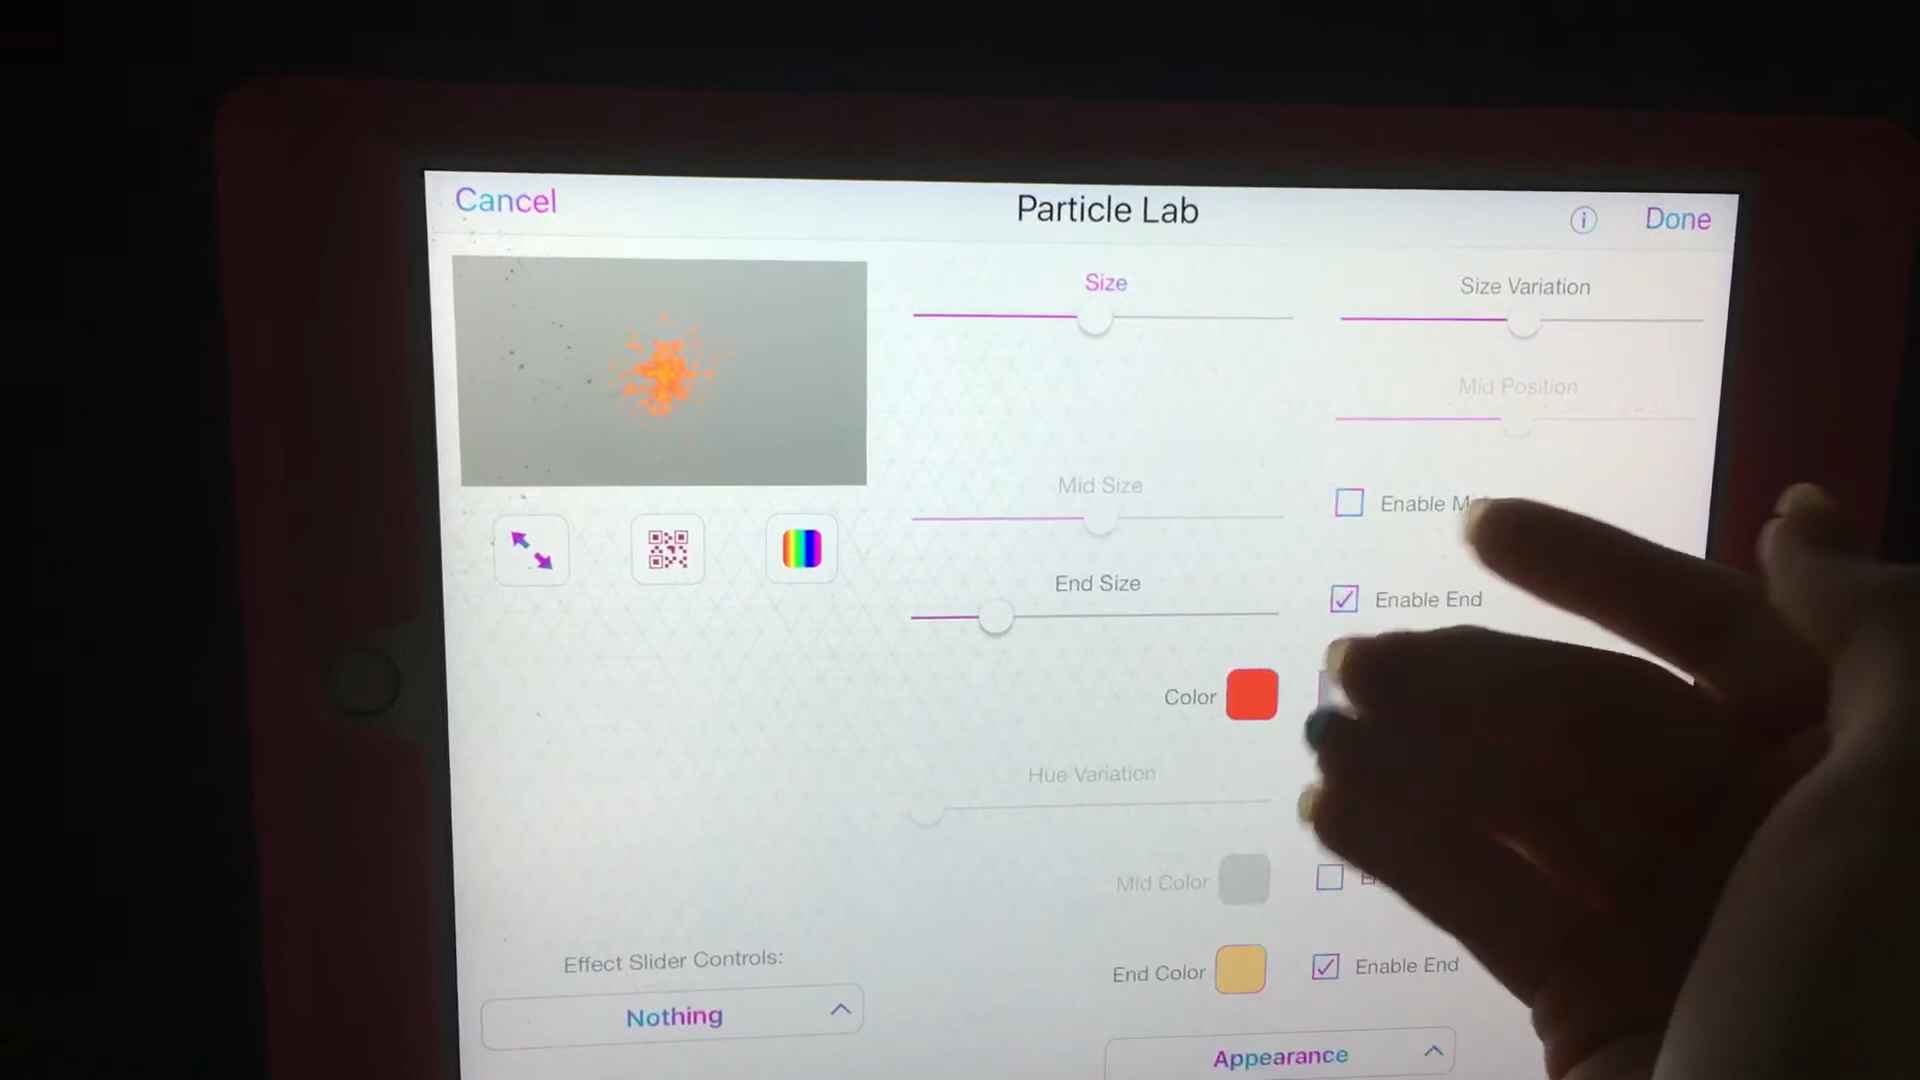 Cancel
Particle Lab
Done
Size
Size Variation
Mid Position
Mid Size
Enable
End Size
Enable End
Color
Hue Variation
Mid Color
End Color
Enable End
Effect Slider Controls:
Nothing
Appearance